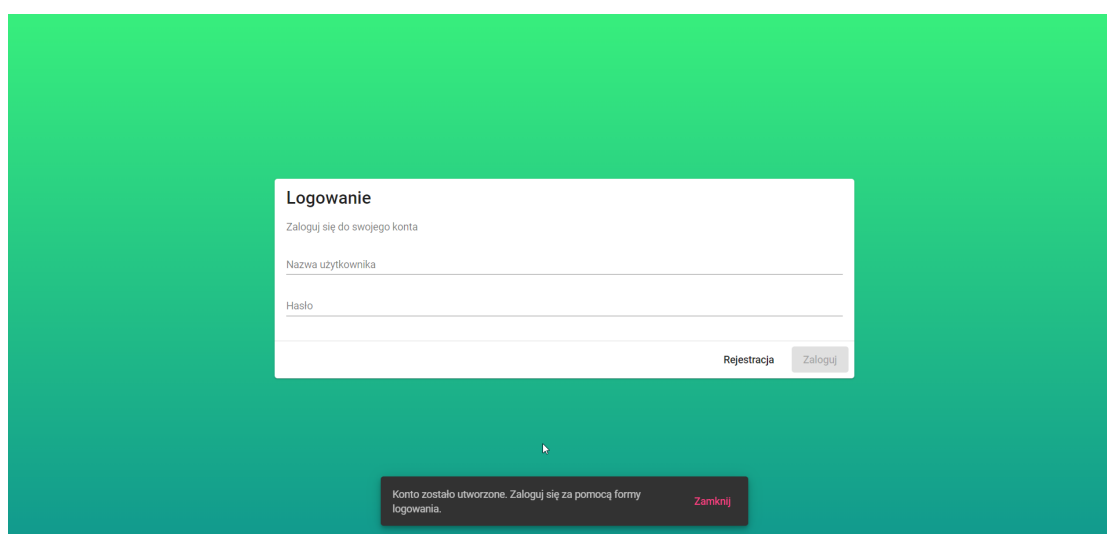 Logowanie
Zaloguj się do swojego konta
Nazwa użytkownika
Hasło
Rejestracja Zaloguj
Konto zostało utworzone. Zaloguj się za pomocą formy
logowania.
Zamknij